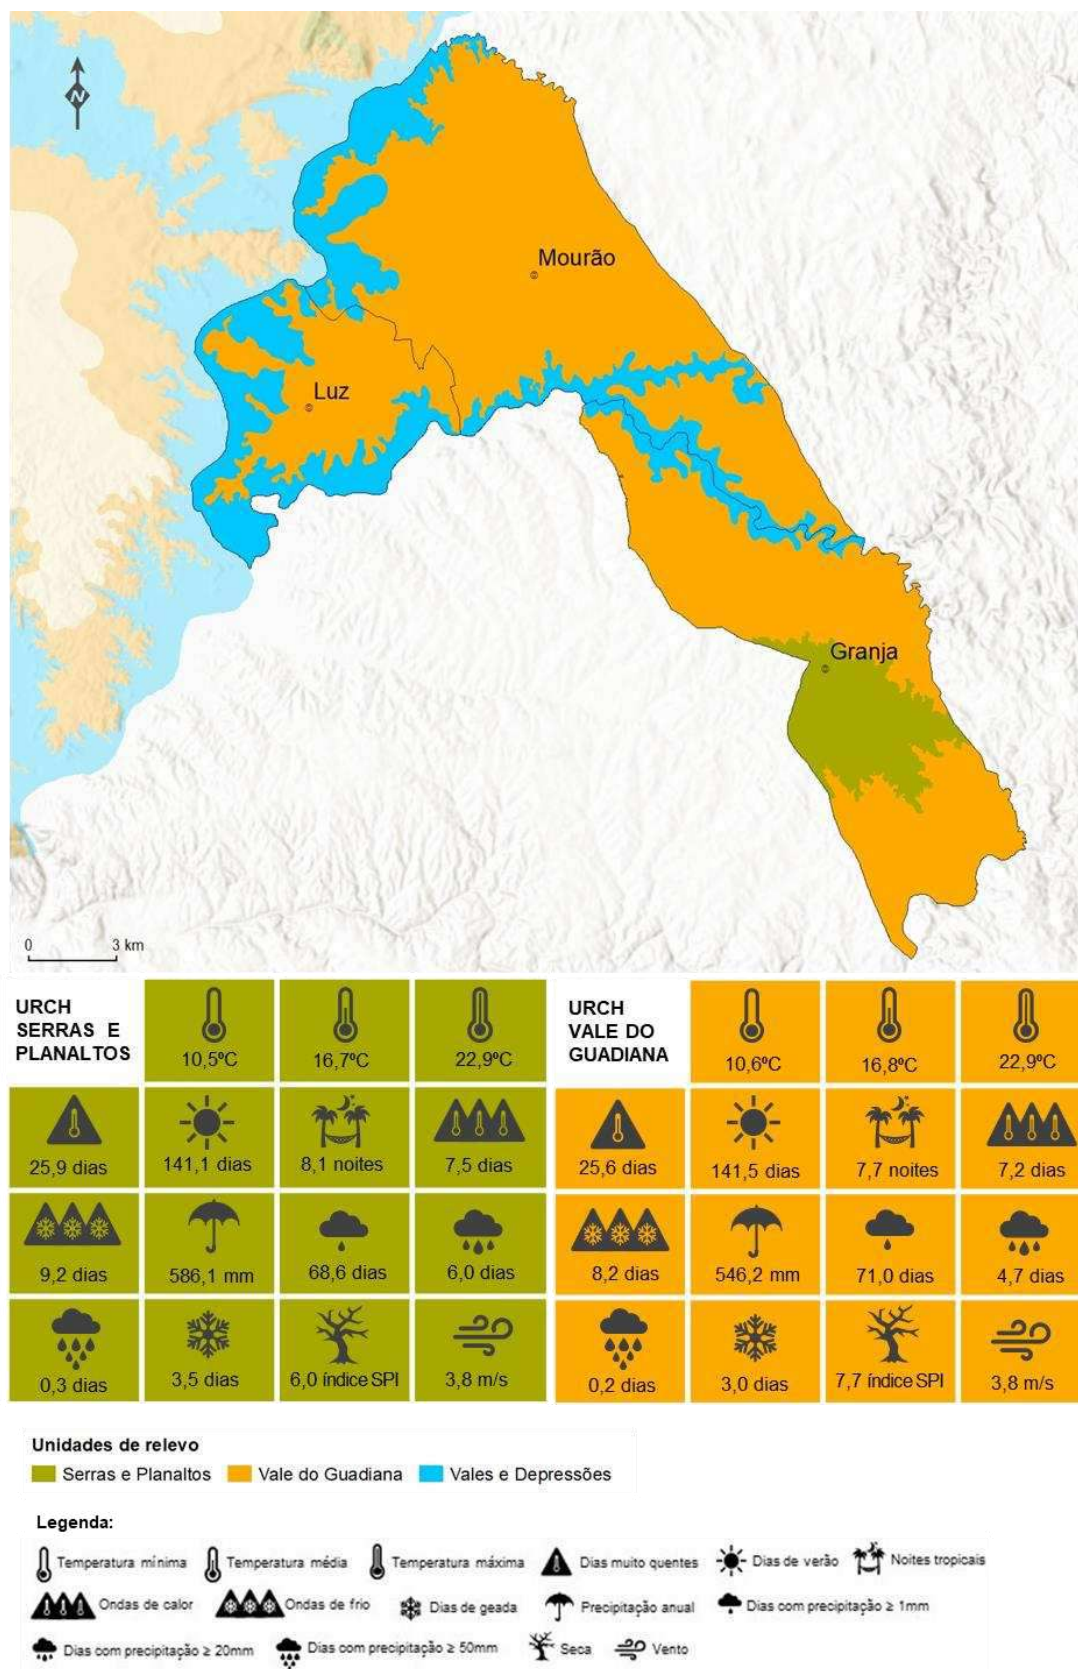 N
Mourão
Luz
Granja
0 3 km
URCH
SERRAS E
PLANALTOS
10,5ºC 16,7ºC 22,9ºC
25,9 dias 141,1 dias 8,1 noites 7,5 dias
9,2 dias 586,1 mm 68,6 dias 6,0 dias
0,3 dias 3,5 dias 6,0 índice SPI 3,8 m/s
URCH
VALE DO
GUADIANA
10,6ºC 16,8ºC 22,9ºC
25,6 dias 141,5 dias 7,7 noites 7,2 dias
8,2 dias 546,2 mm 71,0 dias 4,7 dias
0,2 dias 3,0 dias 7,7 índice SPI 3,8 m/s
Unidades de relevo
Serras e Planaltos Vale do Guadiana Vales e Depressões
Legenda:
Temperatura mínima Temperatura média Temperatura máxima Dias muito quentes Dias de verão Noites tropicais
Ondas de calor Ondas de frio Dias de geada Precipitação anual Dias com precipitação ≥ 1mm
Dias com precipitação ≥ 20mm Dias com precipitação ≥ 50mm Seca Vento